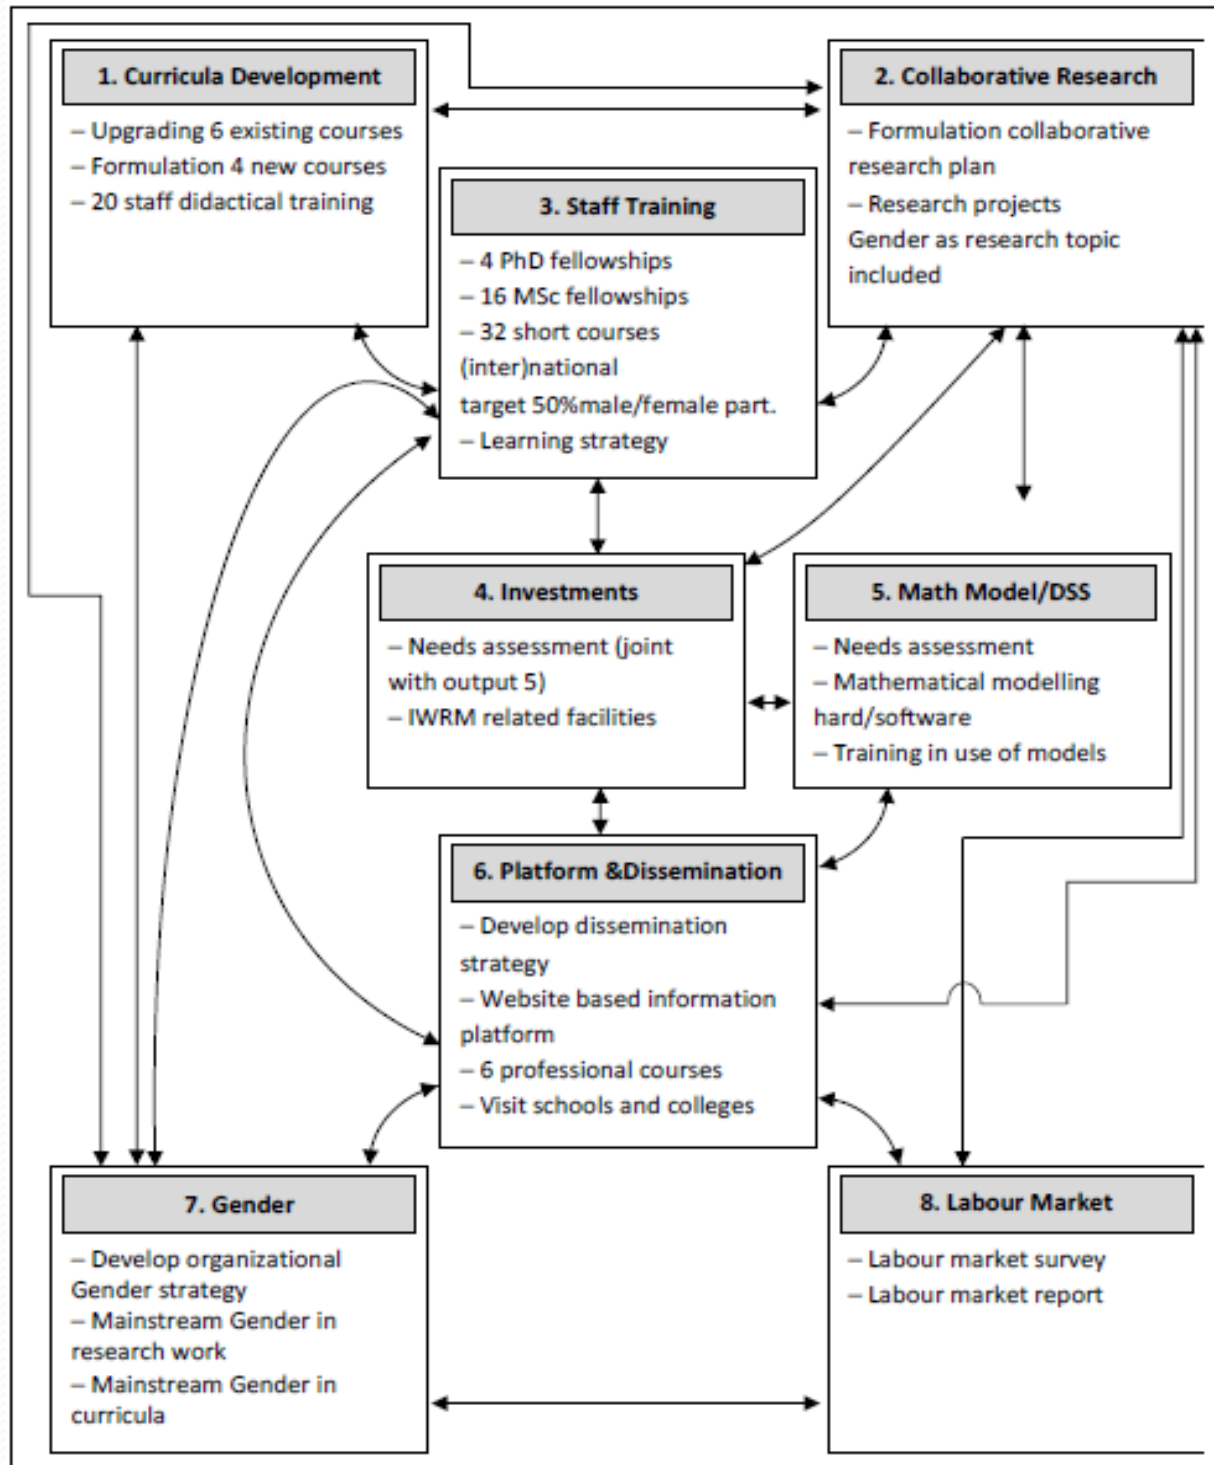 1. Curricula Development
– Upgrading 6 existing courses
– Formulation 4 new courses
– 20 staff didactical training
2. Collaborative Research
– Formulation collaborative
research plan
– Research projects
Gender as research topic
included
3. Staff Training
– 4 PhD fellowships
– 16 MSc fellowships
– 32 short courses
(inter)national
target 50%male/female part.
– Learning strategy
4. Investments
– Needs assessment (joint
with output 5)
– IWRM related facilities
5. Math Model/DSS
– Needs assessment
– Mathematical modelling
hard/software
– Training in use of models
6. Platform &Dissemination
– Develop dissemination
strategy
– Website based information
platform
– 6 professional courses
– Visit schools and colleges
7. Gender
– Develop organizational
Gender strategy
– Mainstream Gender in
research work
– Mainstream Gender in
curricula
8. Labour Market
– Labour market survey
– Labour market report